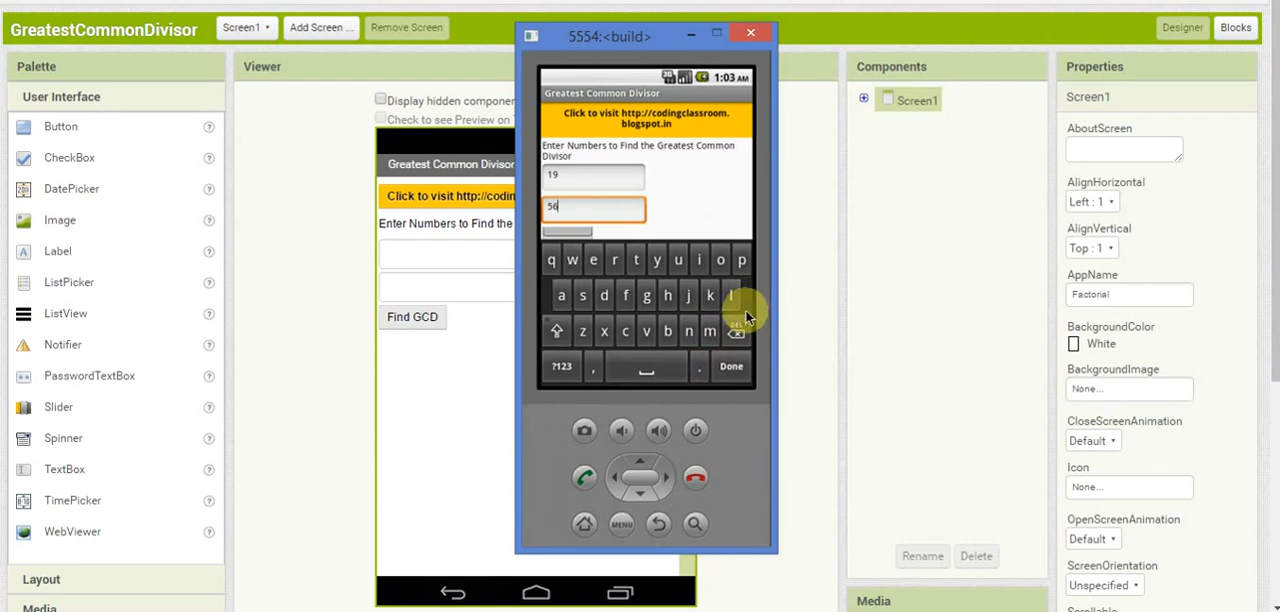 GreatestCommonDivisor
Screen1
Add Screen ...
Remove Screen
Designer
Blocks
Palette
User Interface
Button
CheckBox
DatePicker
Image
Label
ListPicker
ListView
Notifier
PasswordTextBox
Slider
Spinner
TextBox
TimePicker
WebViewer
Layout
Media
Viewer
Display hidden componen
Check to see Preview on T
Greatest Common Divisor
Click to visit http://codin
Enter Numbers to Find the
Find GCD
5554:<build>
1:03 AM
Greatest Common Divisor
Click to visit http://codingclassroom.
blogspot.in
Enter Numbers to Find the Greatest Common
Divisor
19
56
q w e r t y u i o p
a s d f g h j k l
z x c v b n m DEL
?123 , . Done
MENU
Components
Screen1
Rename
Delete
Media
Properties
Screen1
AboutScreen
AlignHorizontal
Left : 1
AlignVertical
Top : 1
AppName
Factorial
BackgroundColor
White
BackgroundImage
None...
CloseScreenAnimation
Default
Icon
None...
OpenScreenAnimation
Default
ScreenOrientation
Unspecified
Scrollable